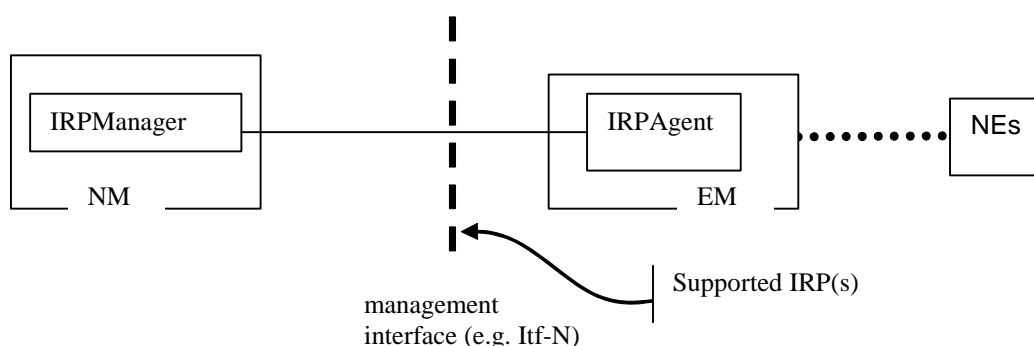 IRPManager
NM
IRPAgent
EM
NEs
Supported IRP(s)
management
interface (e.g. Itf-N)